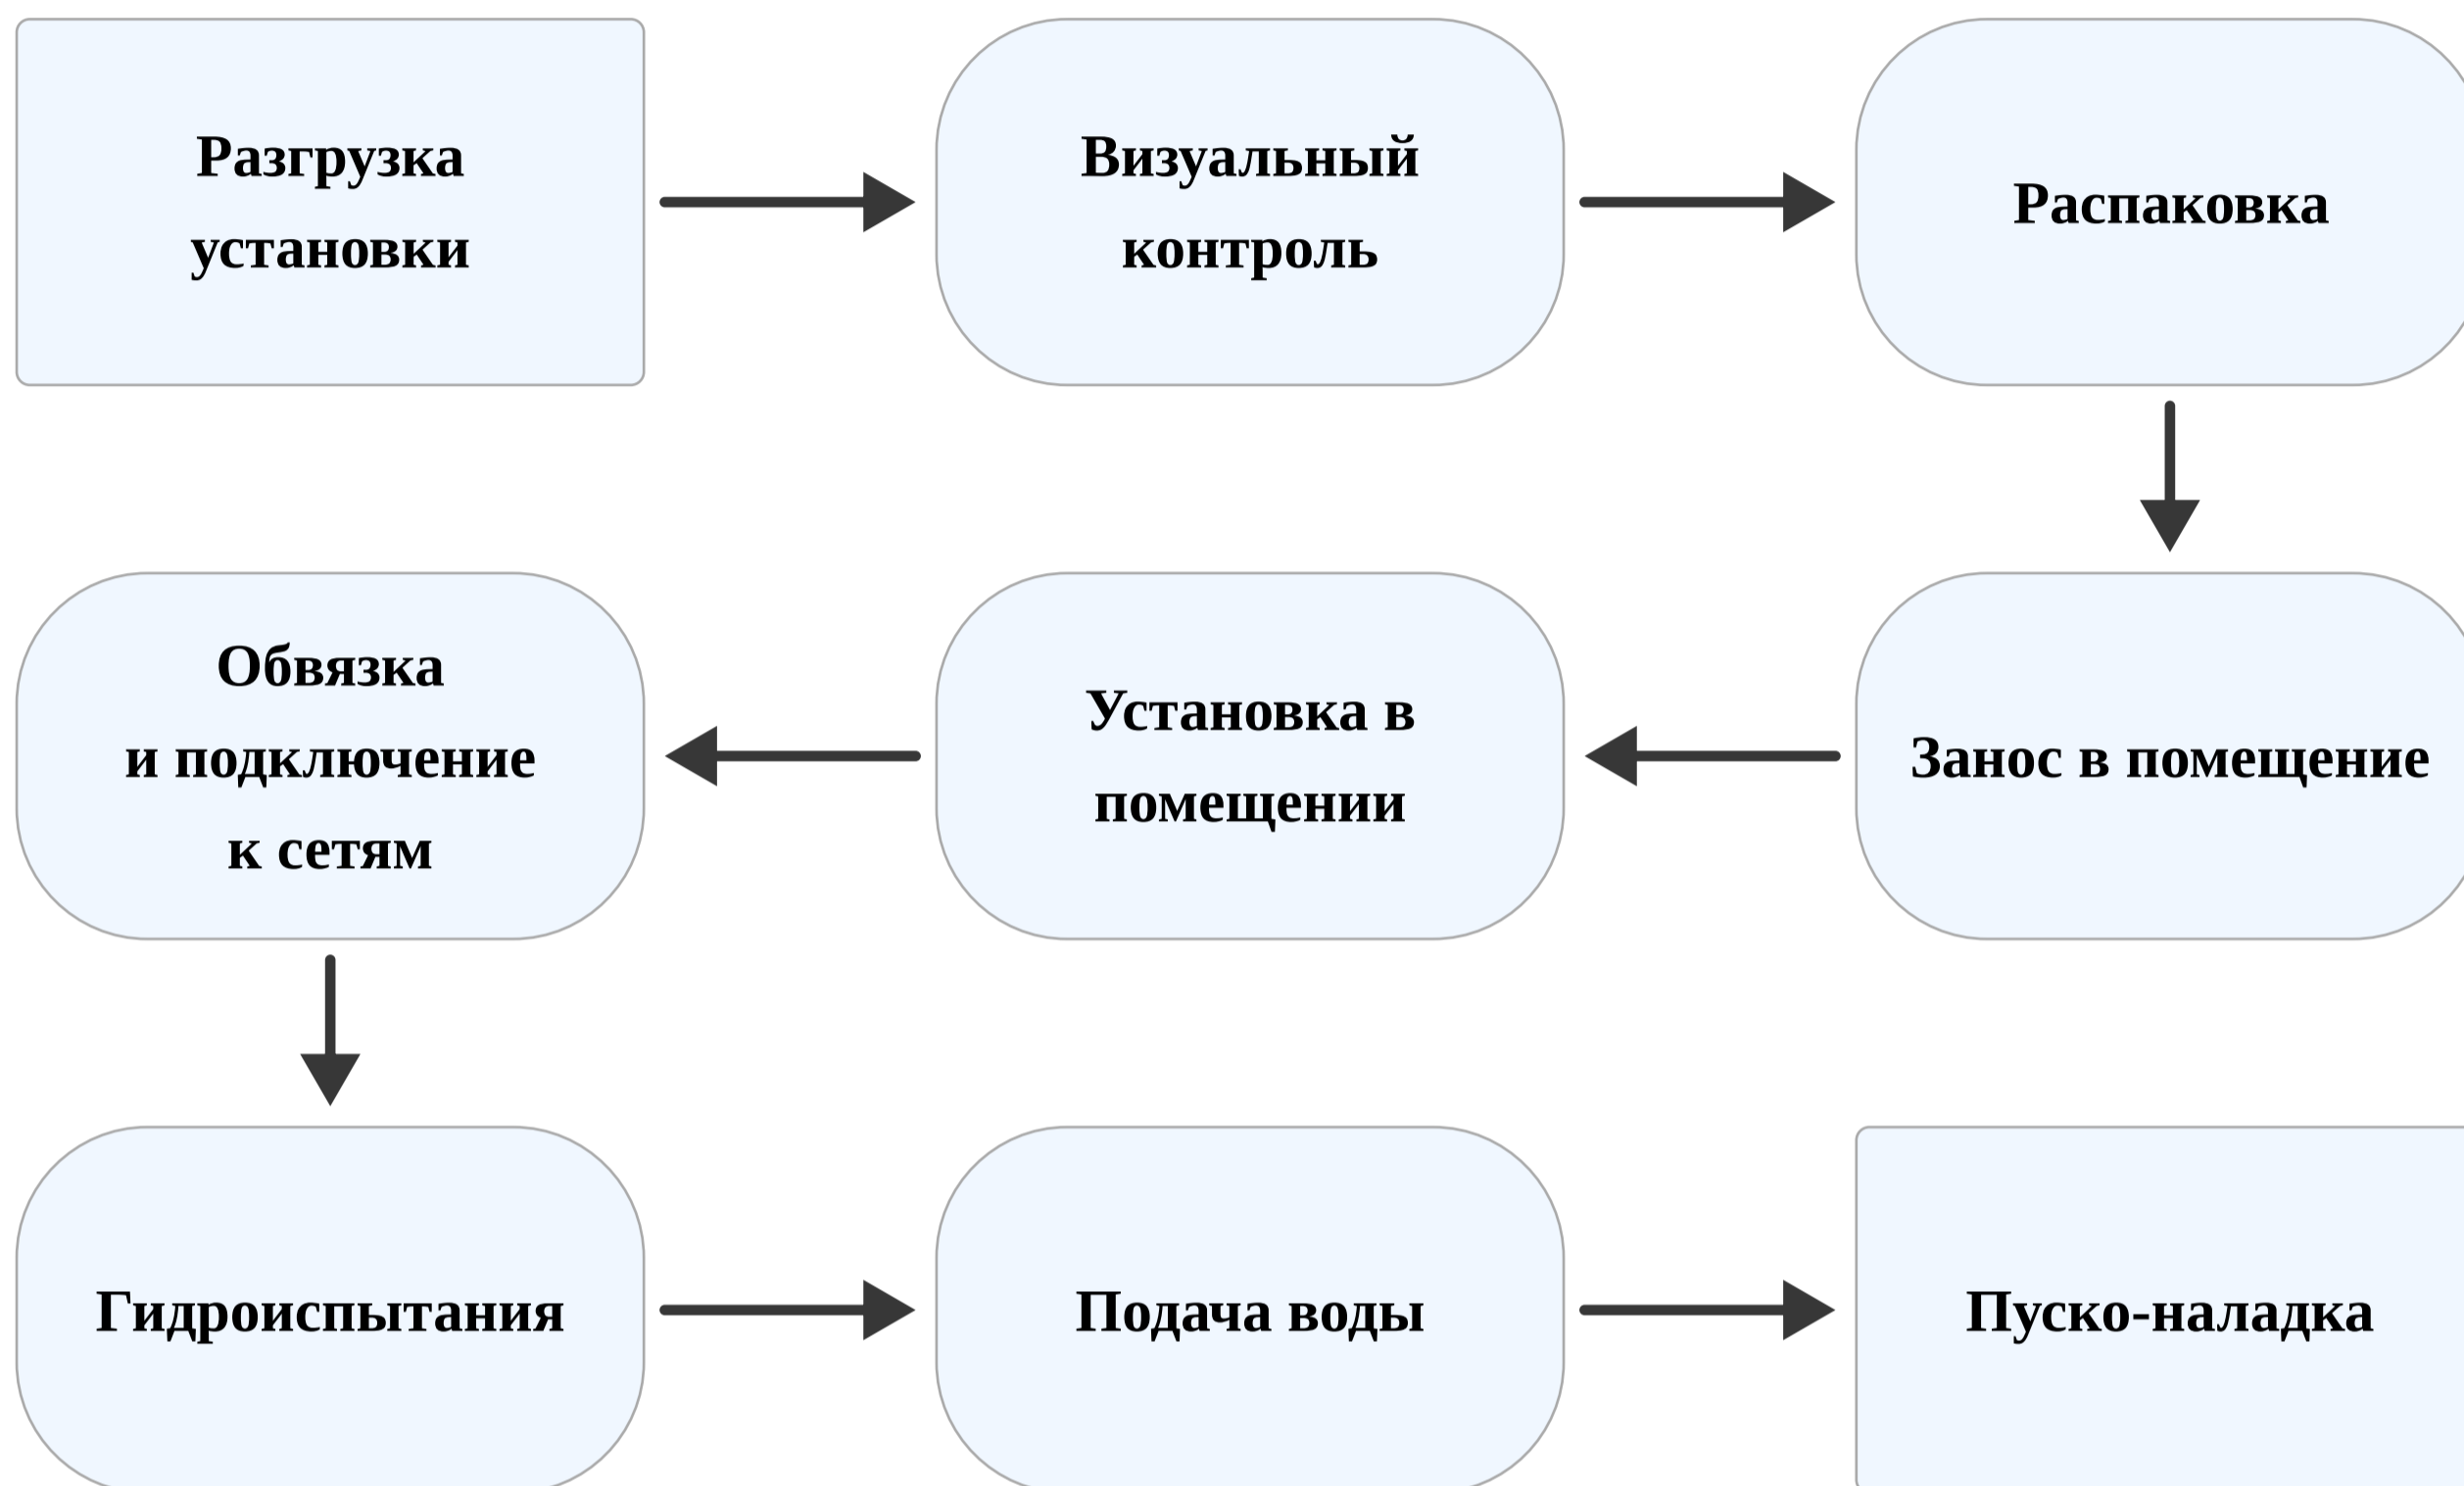 Разгрузка
установки
Визуальный
контроль
Распаковка
Занос в помещение
Установка в
помещении
Обвязка
и подключение
к сетям
Гидроиспытания
Подача воды
Пуско-наладка